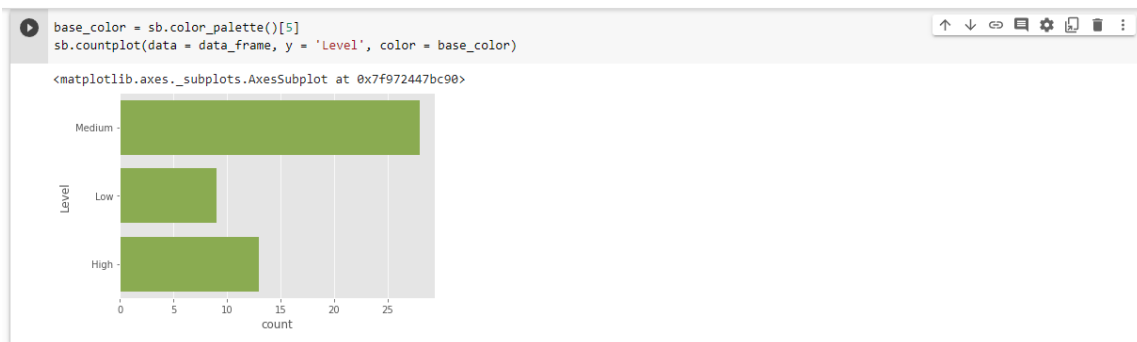 base_color = sb.color_palette()[5]
sb.countplot(data = data_frame, y = 'Level', color = base_color)
<matplotlib.axes._subplots.AxesSubplot at 0x7f972447bc90>
Medium
Low
High
Level
0 5 10 15 20 25
count